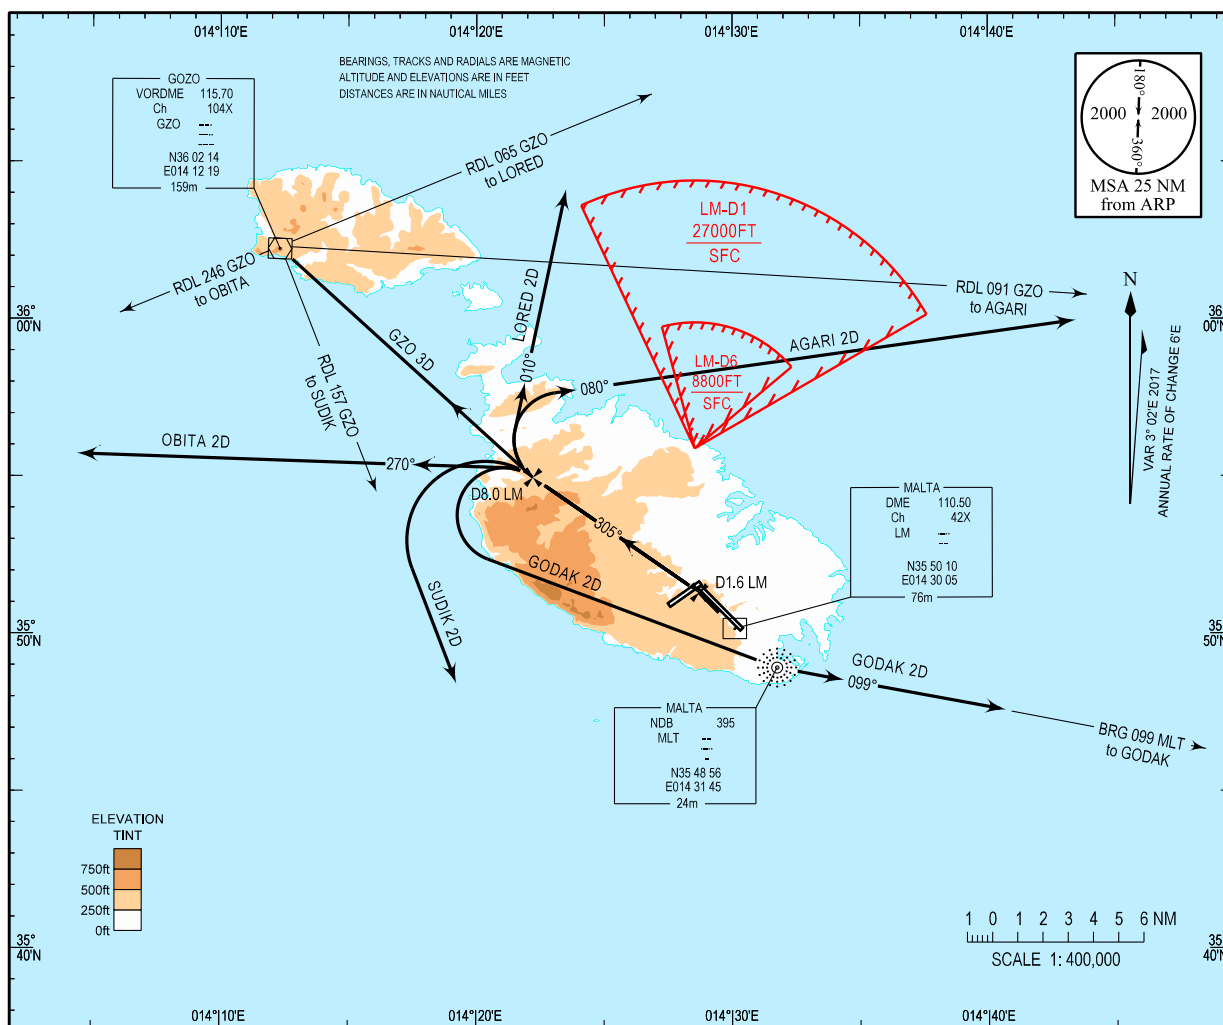 014°10'E
014°20'E
014°30'E
014°40'E
BEARINGS, TRACKS AND RADIALS ARE MAGNETIC
ALTITUDE AND ELEVATIONS ARE IN FEET
DISTANCES ARE IN NAUTICAL MILES
GOZO
VORDME 115,70
Ch 104X
GZO
N36 02 14
E014 12 19
159m
180°
2000 2000
360°
MSA 25 NM
from ARP
RDL 065 GZO
to LORED
LM-D1
27000FT
SFC
RDL 246 GZO
to OBITA
RDL 091 GZO
to AGARI
N
36°
00'N
36°
00'N
LORED 2D
010°
GZO 3D
AGARI 2D
080°
LM-D6
8800FT
SFC
RDL 157 GZO
to SUDIK
VAR 3° 02'E 2017
ANNUAL RATE OF CHANGE 6'E
OBITA 2D
270°
D8.0 LM
305°
MALTA
DME 110.50
Ch 42X
LM
N35 50 10
E014 30 05
76m
D1.6 LM
GODAK 2D
SUDIK 2D
35°
50'N
35°
50'N
GODAK 2D
099°
MALTA
NDB 395
MLT
N35 48 56
E014 31 45
24m
BRG 099 MLT
to GODAK
ELEVATION
TINT
750ft
500ft
250ft
0ft
1 0 1 2 3 4 5 6 NM
SCALE 1: 400,000
35°
40'N
35°
40'N
014°10'E
014°20'E
014°30'E
014°40'E